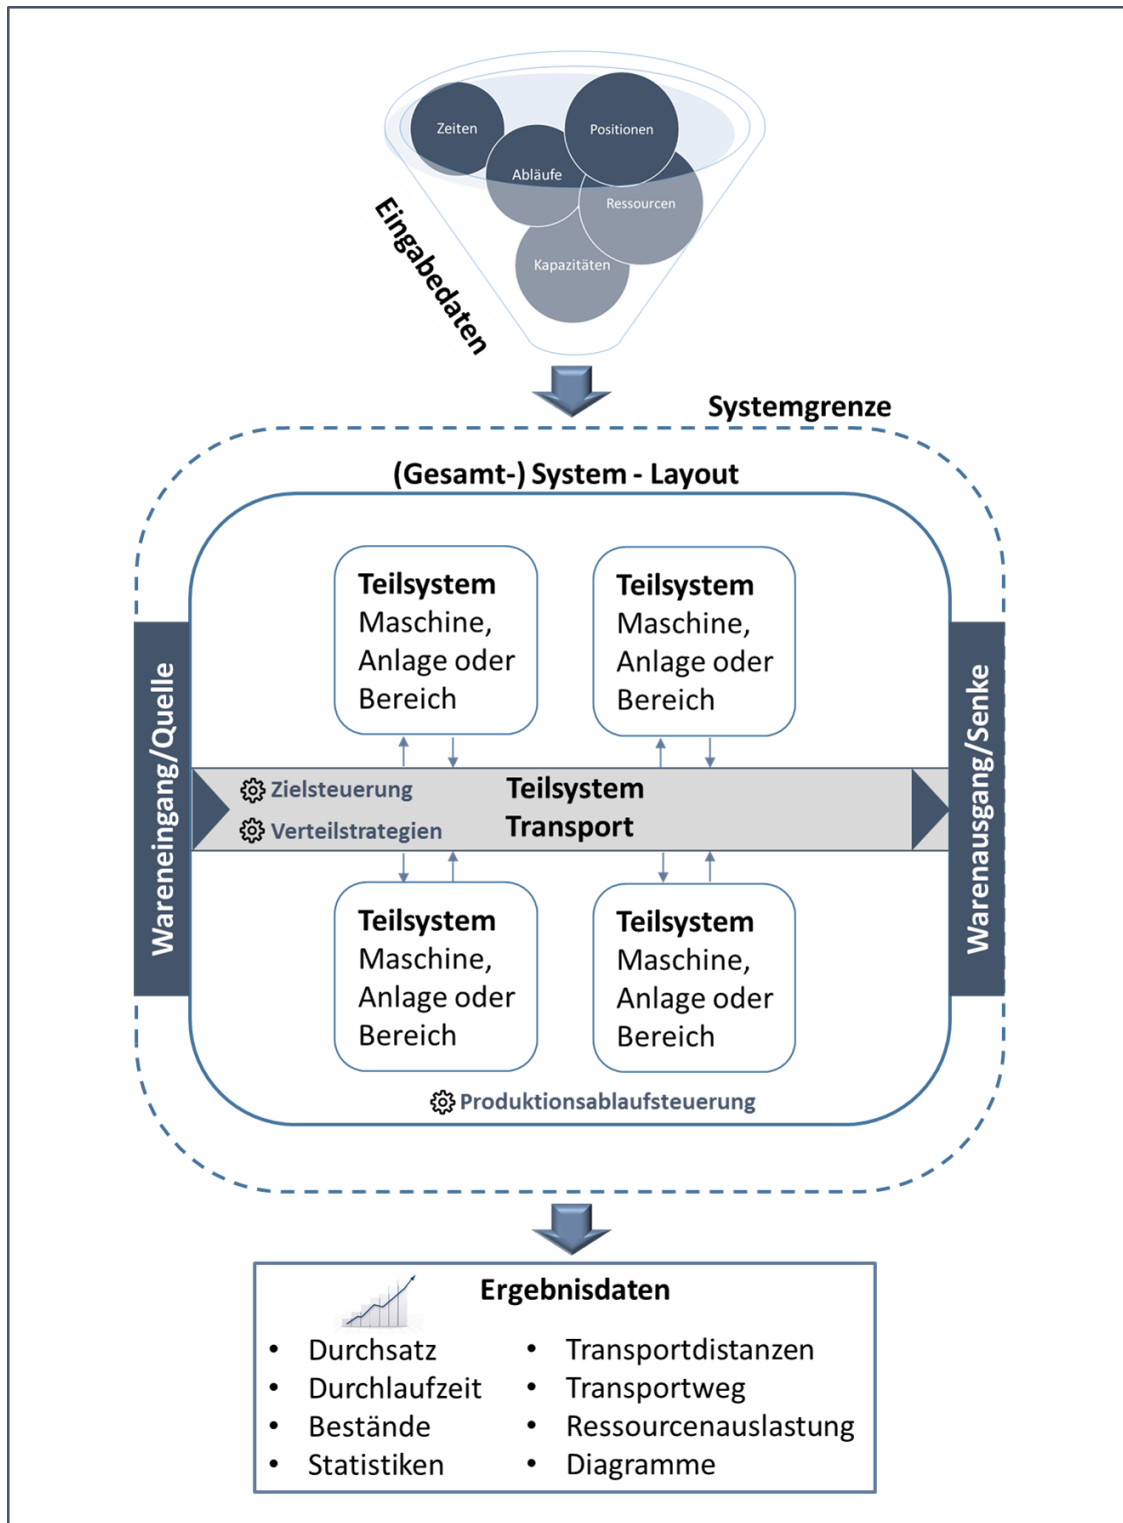 Zeiten
Positionen
Abläufe
Ressourcen
Kapazitäten
Eingabedaten
Systemgrenze
(Gesamt-) System - Layout
Wareneingang/Quelle
Teilsystem
Maschine,
Anlage oder
Bereich
Teilsystem
Maschine,
Anlage oder
Bereich
Zielsteuerung
Verteilstrategien
Teilsystem
Transport
Teilsystem
Maschine,
Anlage oder
Bereich
Teilsystem
Maschine,
Anlage oder
Bereich
Warenausgang/Senke
Produktionsablaufsteuerung
Ergebnisdaten
• Durchsatz
• Durchlaufzeit
• Bestände
• Statistiken
• Transportdistanzen
• Transportweg
• Ressourcenauslastung
• Diagramme